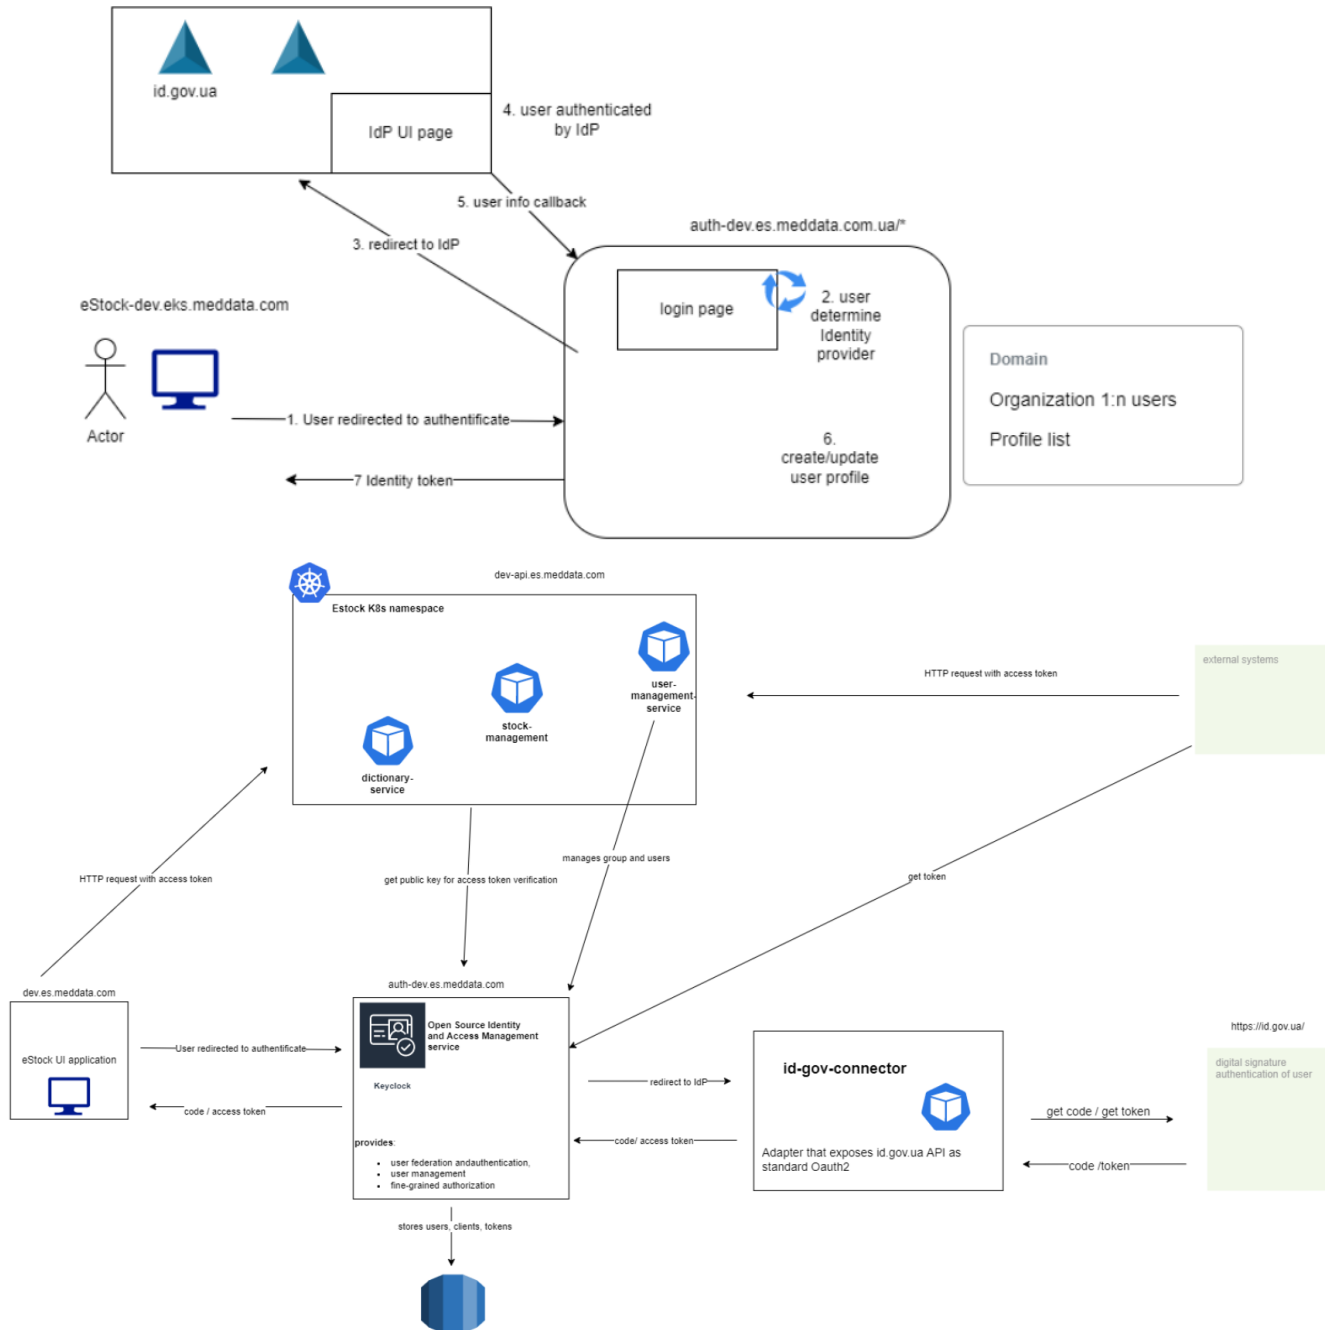 id.gov.ua
IdP UI page
4. user authenticated
by IdP
5. user info callback
3. redirect to IdP
auth-dev.es.meddata.com.ua/*
login page
2. user
determine
Identity
provider
eStock-dev.eks.meddata.com
Actor
1. User redirected to authentificate
7 Identity token
6.
create/update
user profile
Domain
Organization 1:n users
Profile list
dev-api.es.meddata.com
Estock K8s namespace
user-
management-
service
stock-
management
dictionary-
service
HTTP request with access token
external systems
HTTP request with access token
get public key for access token verification
manages group and users
get token
dev.es.meddata.com
eStock UI application
User redirected to authentificate
code / access token
auth-dev.es.meddata.com
Open Source Identity
and Access Management
service
Keyclock
provides:
user federation andauthentication,
user management
fine-grained authorization
stores users, clients, tokens
redirect to IdP
code/ access token
id-gov-connector
Adapter that exposes id.gov.ua API as
standard Oauth2
get code / get token
code /token
https://id.gov.ua/
digital signature
authentication of user